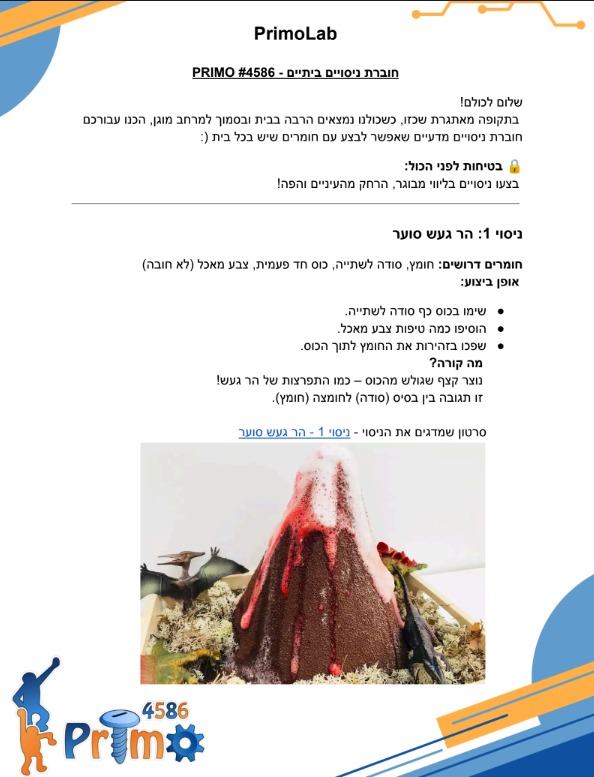 PrimoLab
חוברת ניסויים ביתיים - PRIMO #4586
שלום לכולם!
בתקופה מאתגרת שכזו, כשכולנו נמצאים הרבה בבית ובסמוך למרחב מוגן, הכנו עבורכם
חוברת ניסויים מדעיים שאפשר לבצע עם חומרים שיש בכל בית (:
🔒 בטיחות לפני הכול:
בצעו ניסויים בליווי מבוגר, הרחק מהעיניים והפה!
ניסוי 1: הר געש סוער
חומרים דרושים: חומץ, סודה לשתייה, כוס חד פעמית, צבע מאכל (לא חובה)
אופן ביצוע:
● שימו בכוס כף סודה לשתייה.
● הוסיפו כמה טיפות צבע מאכל.
● שפכו בזהירות את החומץ לתוך הכוס.
מה קורה?
נוצר קצף שגולש מהכוס – כמו התפרצות של הר געש!
זו תגובה בין בסיס (סודה) לחומצה (חומץ).
סרטון שמדגים את הניסוי - ניסוי 1 - הר געש סוער
4586
Primo